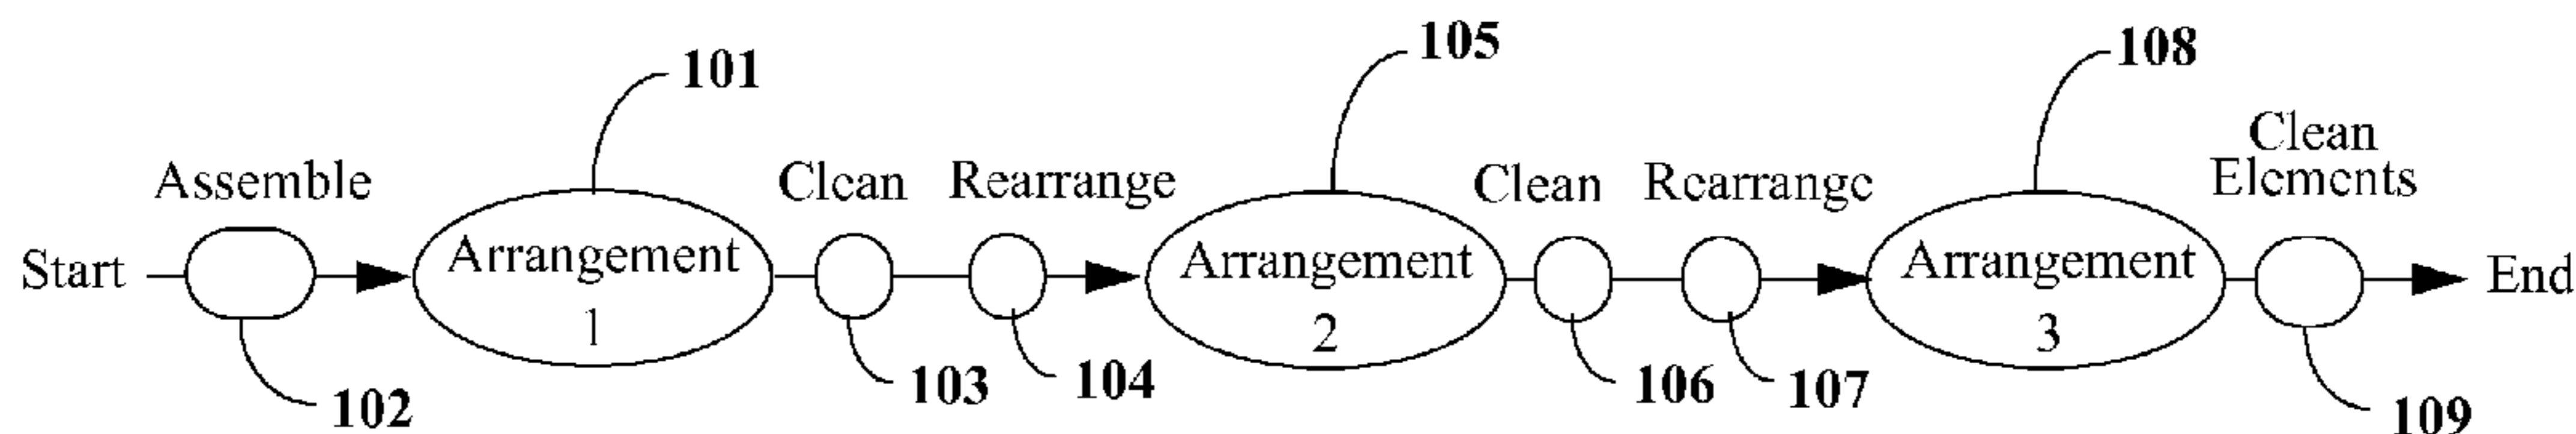 101
105
108
Assemble
Clean
Rearrange
Clean
Rearrange
Clean
Elements
Start
Arrangement
1
Arrangement
2
Arrangement
3
End
102
103
104
106
107
109